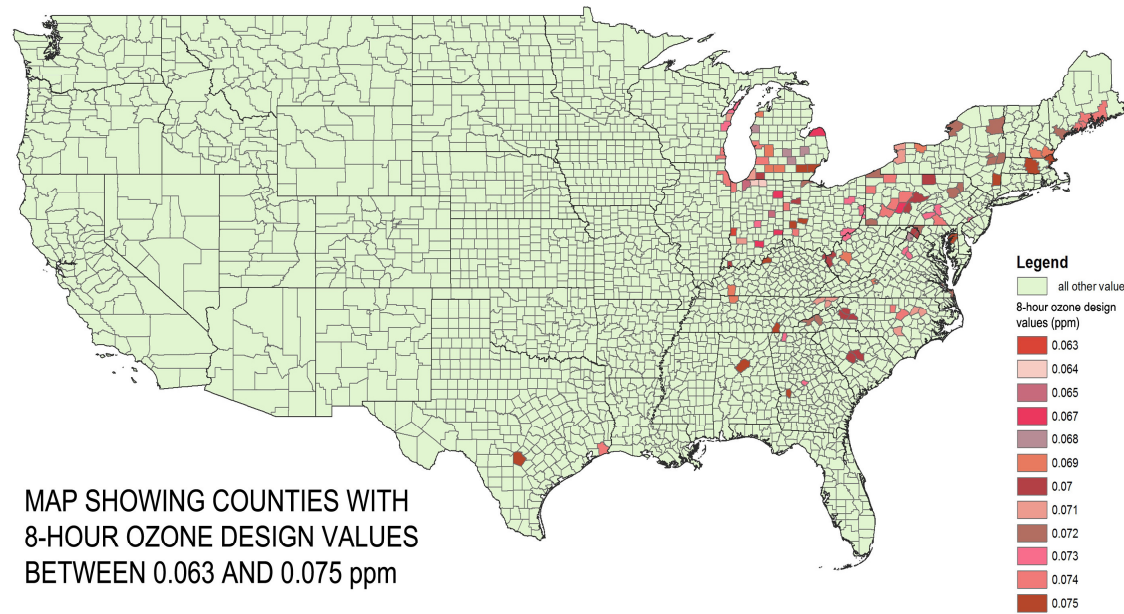 Legend
all other value
8-hour ozone design
values (ppm)
0.063
0.064
0.065
0.067
0.068
0.069
0.07
0.071
0.072
0.073
0.074
0.075
MAP SHOWING COUNTIES WITH
8-HOUR OZONE DESIGN VALUES
BETWEEN 0.063 AND 0.075 ppm